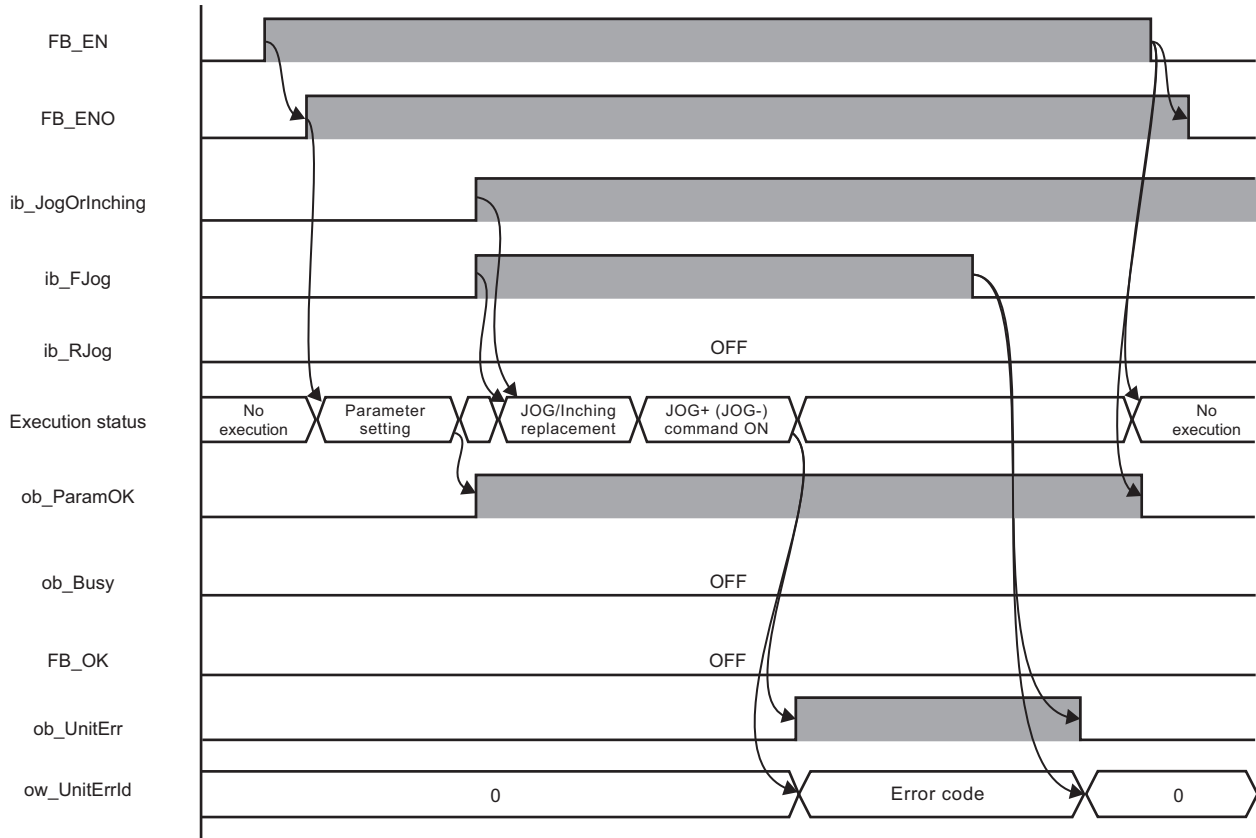 FB_EN
FB_ENO
ib_JogOrInching
ib_FJog
ib_RJog
OFF
Execution status
No
execution
Parameter
setting
JOG/Inching
replacement
JOG+ (JOG-)
command ON
No
execution
ob_ParamOK
ob_Busy
OFF
FB_OK
OFF
ob_UnitErr
ow_UnitErrId
0
Error code
0